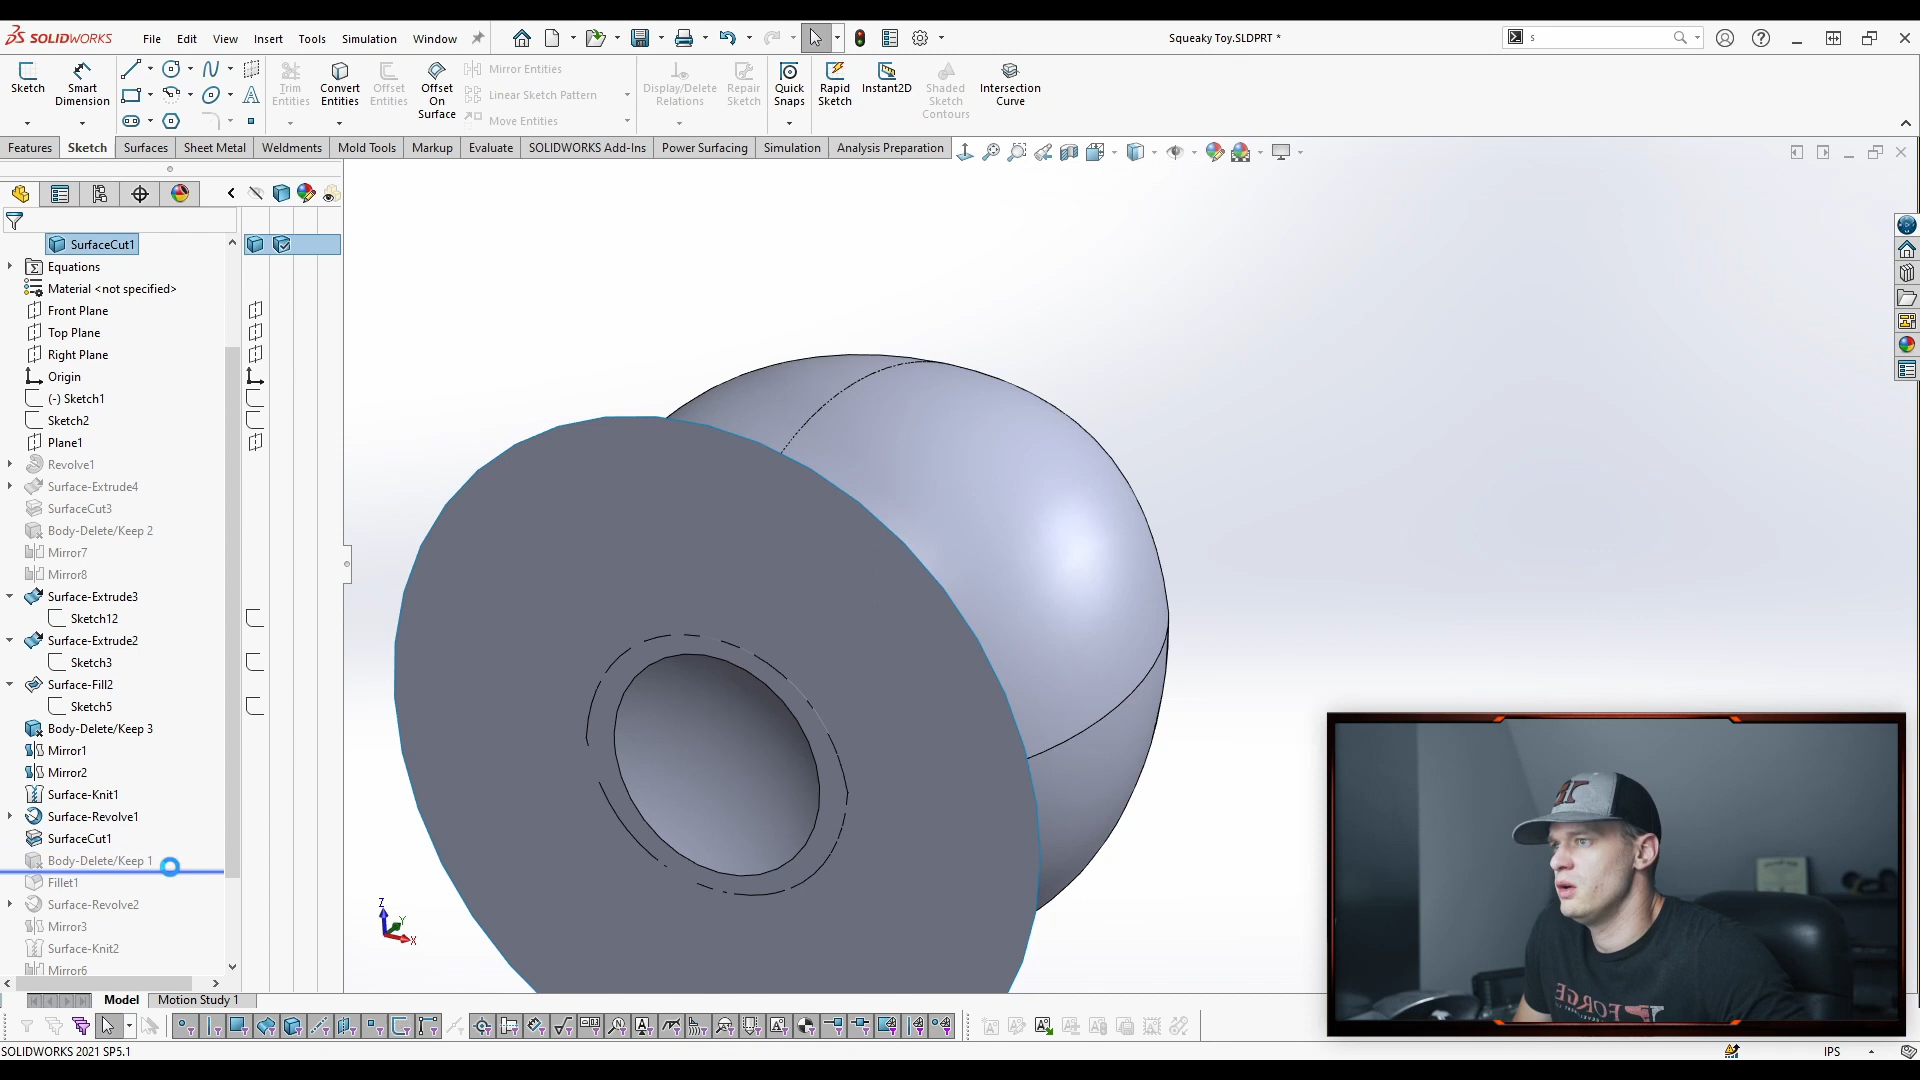 SOLIDWORKS File Edit View Insert Tools Simulation Window Squeaky Toy.SLDPRT * s
Sketch Smart Dimension Trim Entities Convert Entities Offset Entities Offset On Surface Mirror Entities Linear Sketch Pattern Move Entities Display/Delete Relations Repair Sketch Quick Snaps Rapid Sketch Instant2D Shaded Sketch Contours Intersection Curve
Features Sketch Surfaces Sheet Metal Weldments Mold Tools Markup Evaluate SOLIDWORKS Add-Ins Power Surfacing Simulation Analysis Preparation
SurfaceCut1
Equations
Material <not specified>
Front Plane
Top Plane
Right Plane
Origin
(-) Sketch1
Sketch2
Plane1
Revolve1
Surface-Extrude4
SurfaceCut3
Body-Delete/Keep 2
Mirror7
Mirror8
Surface-Extrude3
Sketch12
Surface-Extrude2
Sketch3
Surface-Fill2
Sketch5
Body-Delete/Keep 3
Mirror1
Mirror2
Surface-Knit1
Surface-Revolve1
SurfaceCut1
Body-Delete/Keep 1
Fillet1
Surface-Revolve2
Mirror3
Surface-Knit2
Mirror6
Z
Y
X
Model Motion Study 1
SOLIDWORKS 2021 SP5.1 IPS